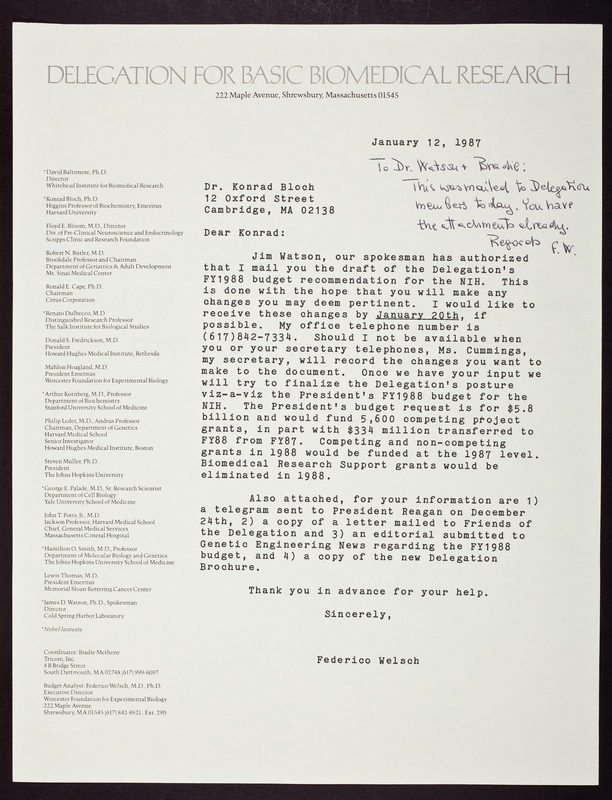 DELEGATION FOR BASIC BIOMEDICAL RESEARCH
222 Maple Avenue, Shrewsbury, Massachusetts 01545
January 12, 1987
To Dr. Watson + Bradie:
This was mailed to Delegation
members today. You have
the attachments already.
Regards
F.W.
*David Baltimore, Ph.D.
Director
Whitehead Institute for Biomedical Research
*Konrad Bloch, Ph.D.
Higgins Professor of Biochemistry, Emeritus
Harvard University
Floyd E. Bloom, M.D., Director
Div. of Pre-Clinical Neuroscience and Endocrinology
Scripps Clinic and Research Foundation
Robert N. Butler, M.D.
Brookdale Professor and Chairman
Department of Geriatrics & Adult Development
Mt. Sinai Medical Center
Ronald E. Cape, Ph.D.
Chairman
Cetus Corporation
*Renato Dulbecco, M.D.
Distinguished Research Professor
The Salk Institute for Biological Studies
Donald S. Fredrickson, M.D.
President
Howard Hughes Medical Institute, Bethesda
Mahlon Hoagland, M.D.
President Emeritus
Worcester Foundation for Experimental Biology
*Arthur Kornberg, M.D., Professor
Department of Biochemistry
Stanford University School of Medicine
Philip Leder, M.D., Andrus Professor
Chairman, Department of Genetics
Harvard Medical School
Senior Investigator
Howard Hughes Medical Institute, Boston
Steven Muller, Ph.D.
President
The Johns Hopkins University
*George E. Palade, M.D., Sr. Research Scientist
Department of Cell Biology
Yale University School of Medicine
John T. Potts, Jr., M.D.
Jackson Professor, Harvard Medical School
Chief, General Medical Services
Massachusetts General Hospital
*Hamilton O. Smith, M.D., Professor
Department of Molecular Biology and Genetics
The Johns Hopkins University School of Medicine
Lewis Thomas, M.D.
President Emeritus
Memorial Sloan-Kettering Cancer Center
*James D. Watson, Ph.D., Spokesman
Director
Cold Spring Harbor Laboratory
*Nobel laureate
Coordinator: Bradie Metheny
Tricom, Inc.
8 B Bridge Street
South Dartmouth, MA 02748 (617) 999-6097
Budget Analyst: Federico Welsch, M.D., Ph.D.
Executive Director
Worcester Foundation for Experimental Biology
222 Maple Avenue
Shrewsbury, MA 01545 (617) 842-8921, Ext. 290
Dr. Konrad Bloch
12 Oxford Street
Cambridge, MA 02138
Dear Konrad:
Jim Watson, our spokesman has authorized
that I mail you the draft of the Delegation's
FY1988 budget recommendation for the NIH. This
is done with the hope that you will make any
changes you may deem pertinent. I would like to
receive these changes by January 20th, if
possible. My office telephone number is
(617)842-7334. Should I not be available when
you or your secretary telephones, Ms. Cummings,
my secretary, will record the changes you want to
make to the document. Once we have your input we
will try to finalize the Delegation's posture
viz-a-viz the President's FY1988 budget for the
NIH. The President's budget request is for $5.8
billion and would fund 5,600 competing project
grants, in part with $334 million transferred to
FY88 from FY87. Competing and non-competing
grants in 1988 would be funded at the 1987 level.
Biomedical Research Support grants would be
eliminated in 1988.
Also attached, for your information are 1)
a telegram sent to President Reagan on December
24th, 2) a copy of a letter mailed to Friends of
the Delegation and 3) an editorial submitted to
Genetic Engineering News regarding the FY1988
budget, and 4) a copy of the new Delegation
Brochure.
Thank you in advance for your help.
Sincerely,
Federico Welsch